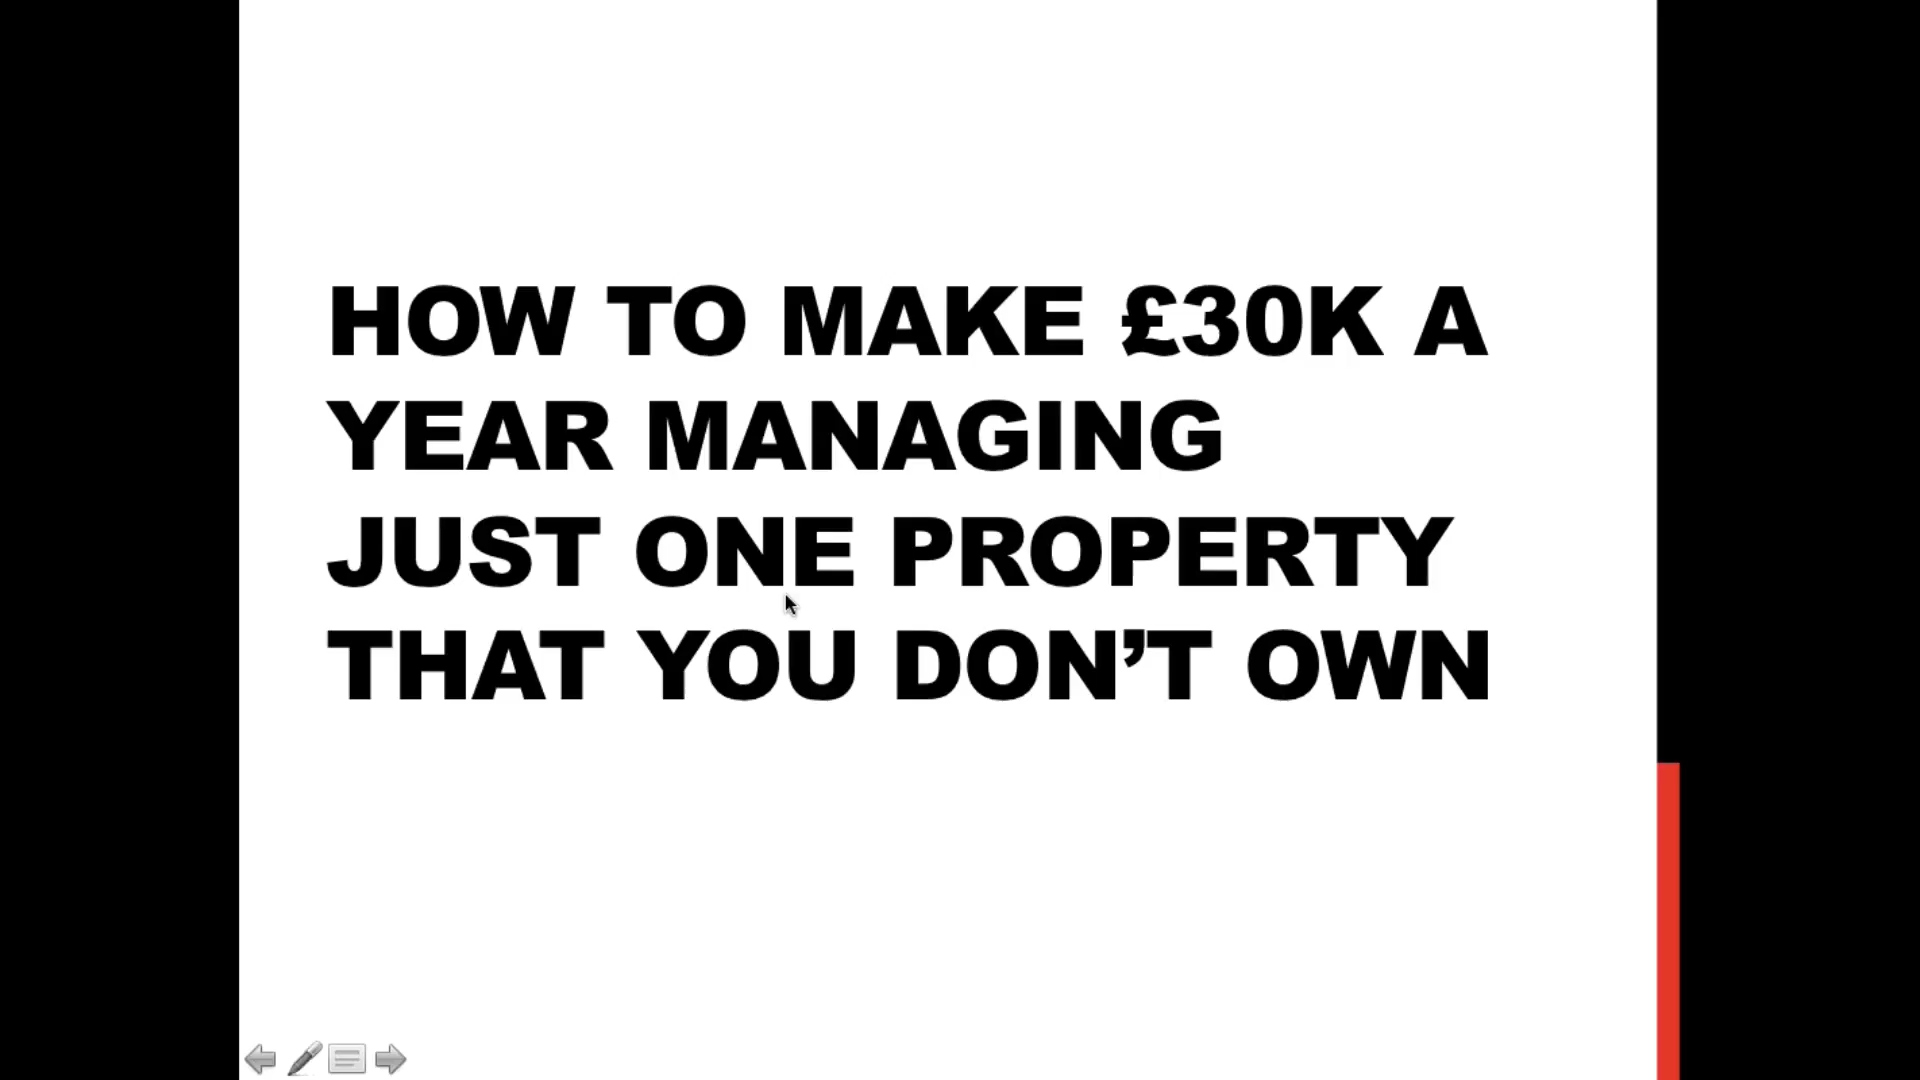 HOW TO MAKE £30K A
YEAR MANAGING
JUST ONE PROPERTY
THAT YOU DON’T OWN